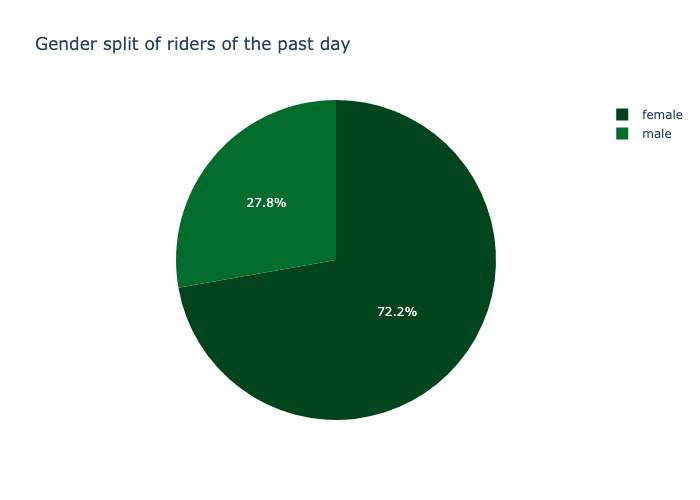 Gender split of riders of the past day
female
male
27.8%
72.2%